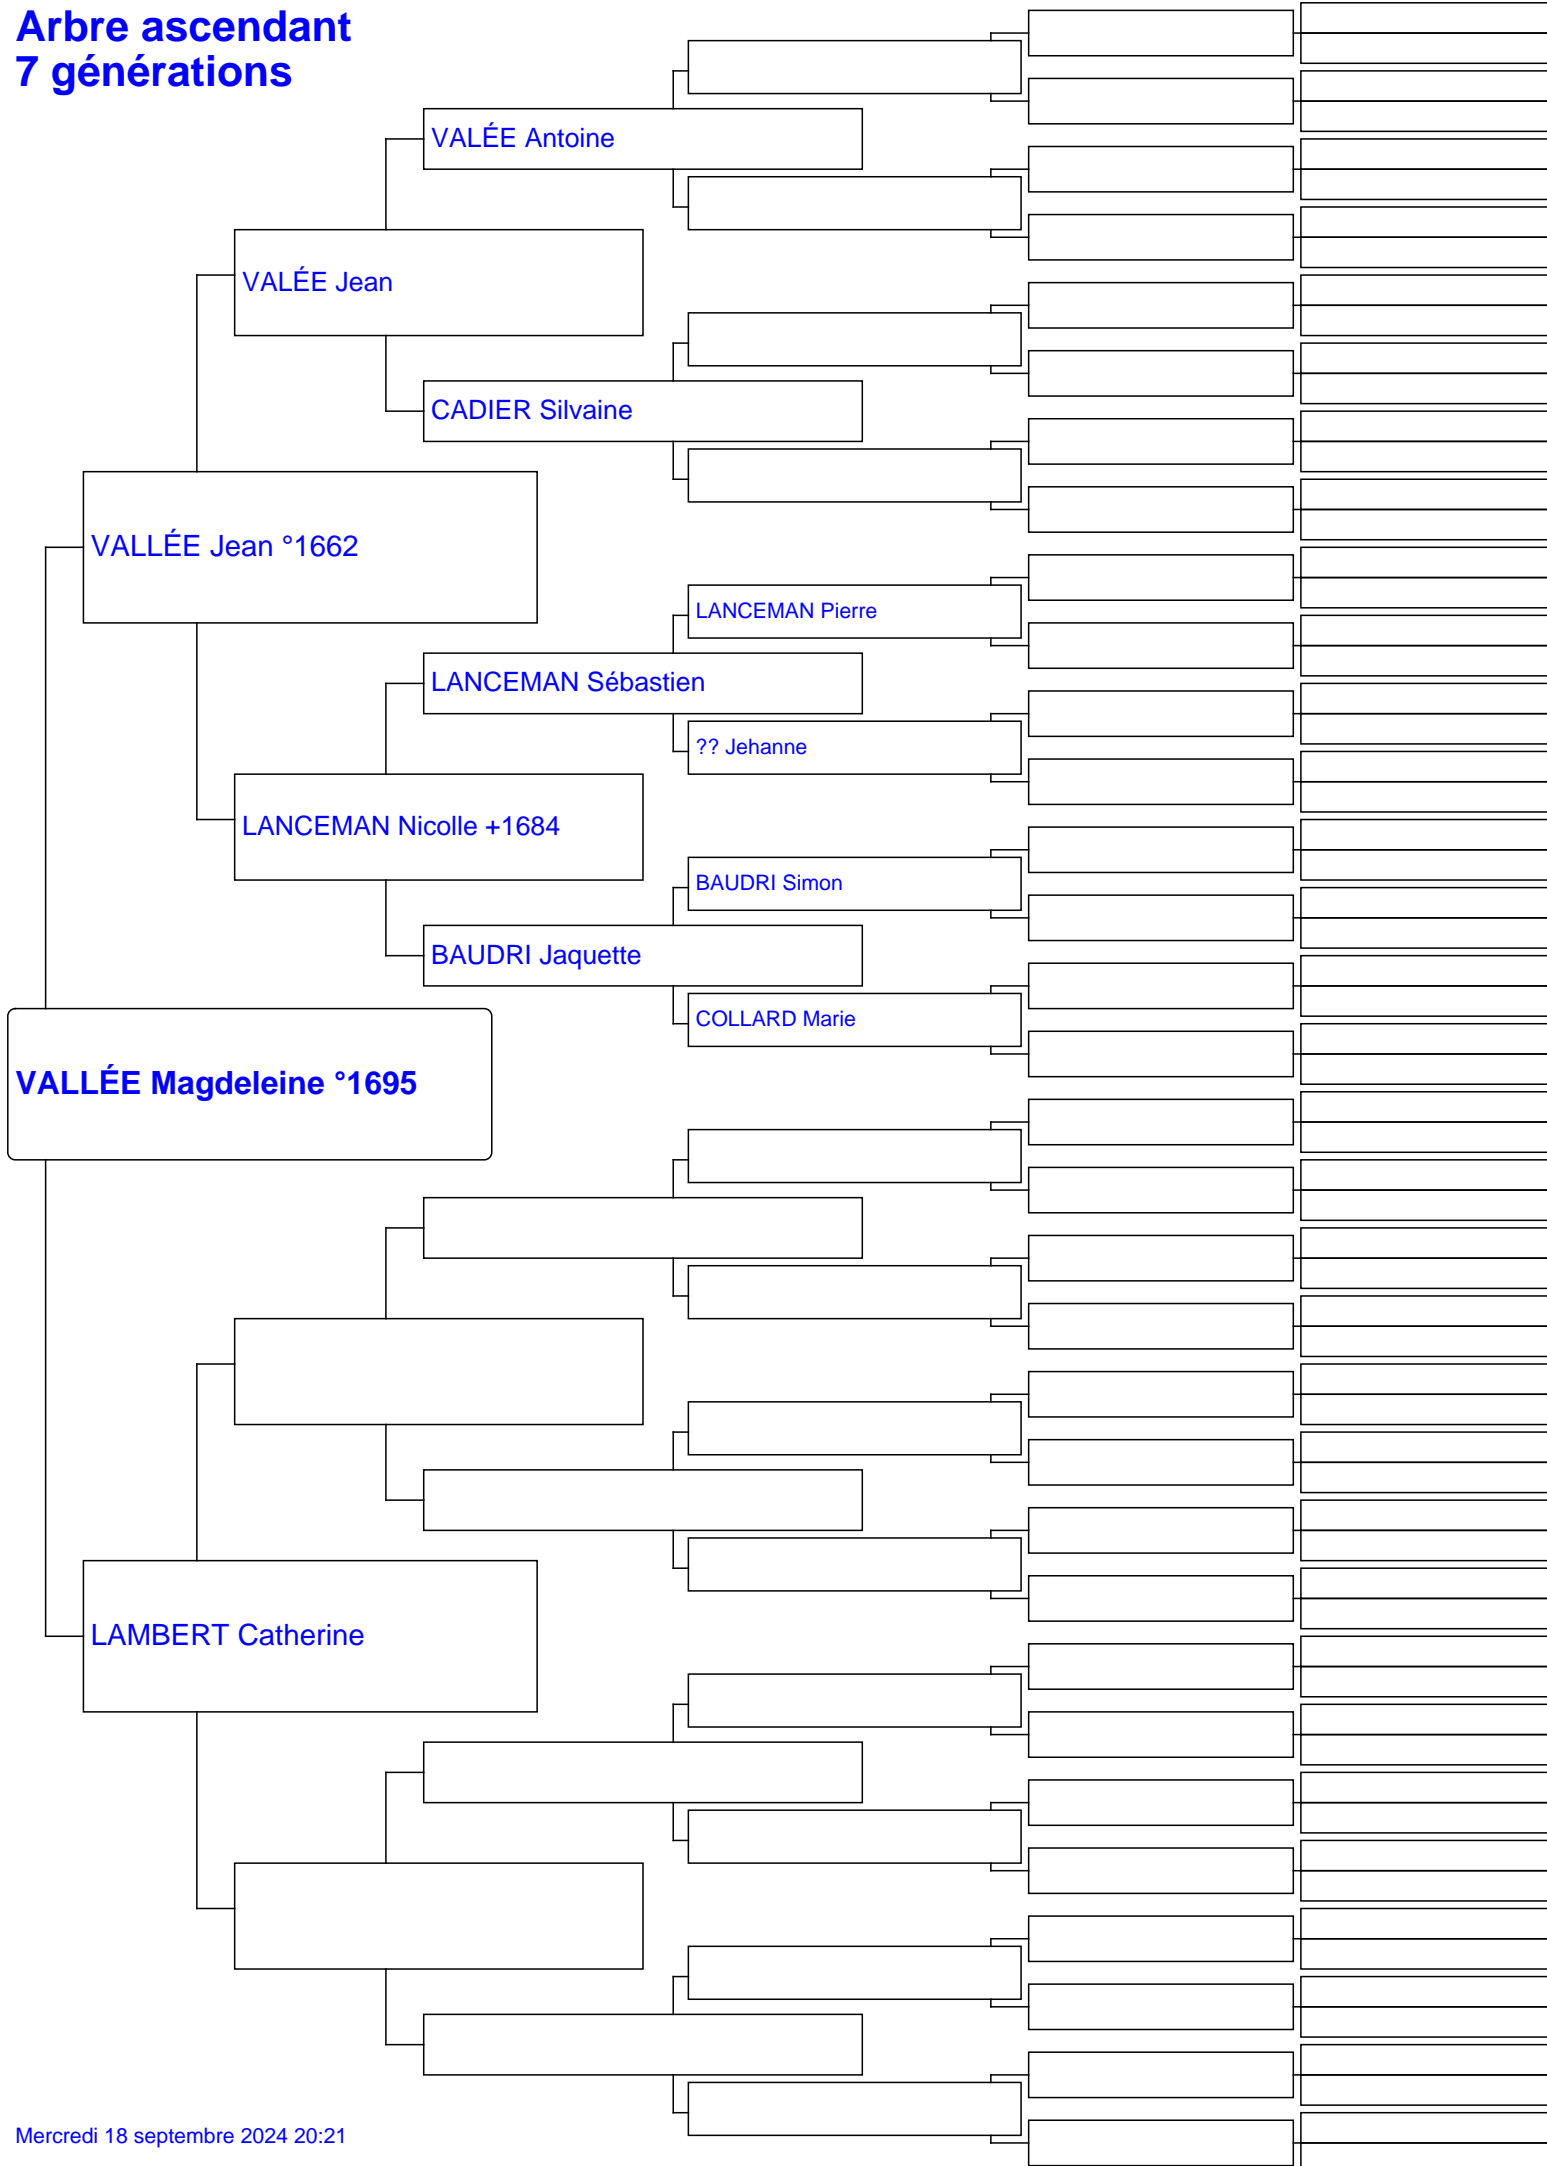 Arbre ascendant
7 générations
VALÉE Antoine
VALÉE Jean
CADIER Silvaine
VALLÉE Jean °1662
LANCEMAN Pierre
LANCEMAN Sébastien
?? Jehanne
LANCEMAN Nicolle +1684
BAUDRI Simon
BAUDRI Jaquette
COLLARD Marie
VALLÉE Magdeleine °1695
LAMBERT Catherine
Mercredi 18 septembre 2024 20:21